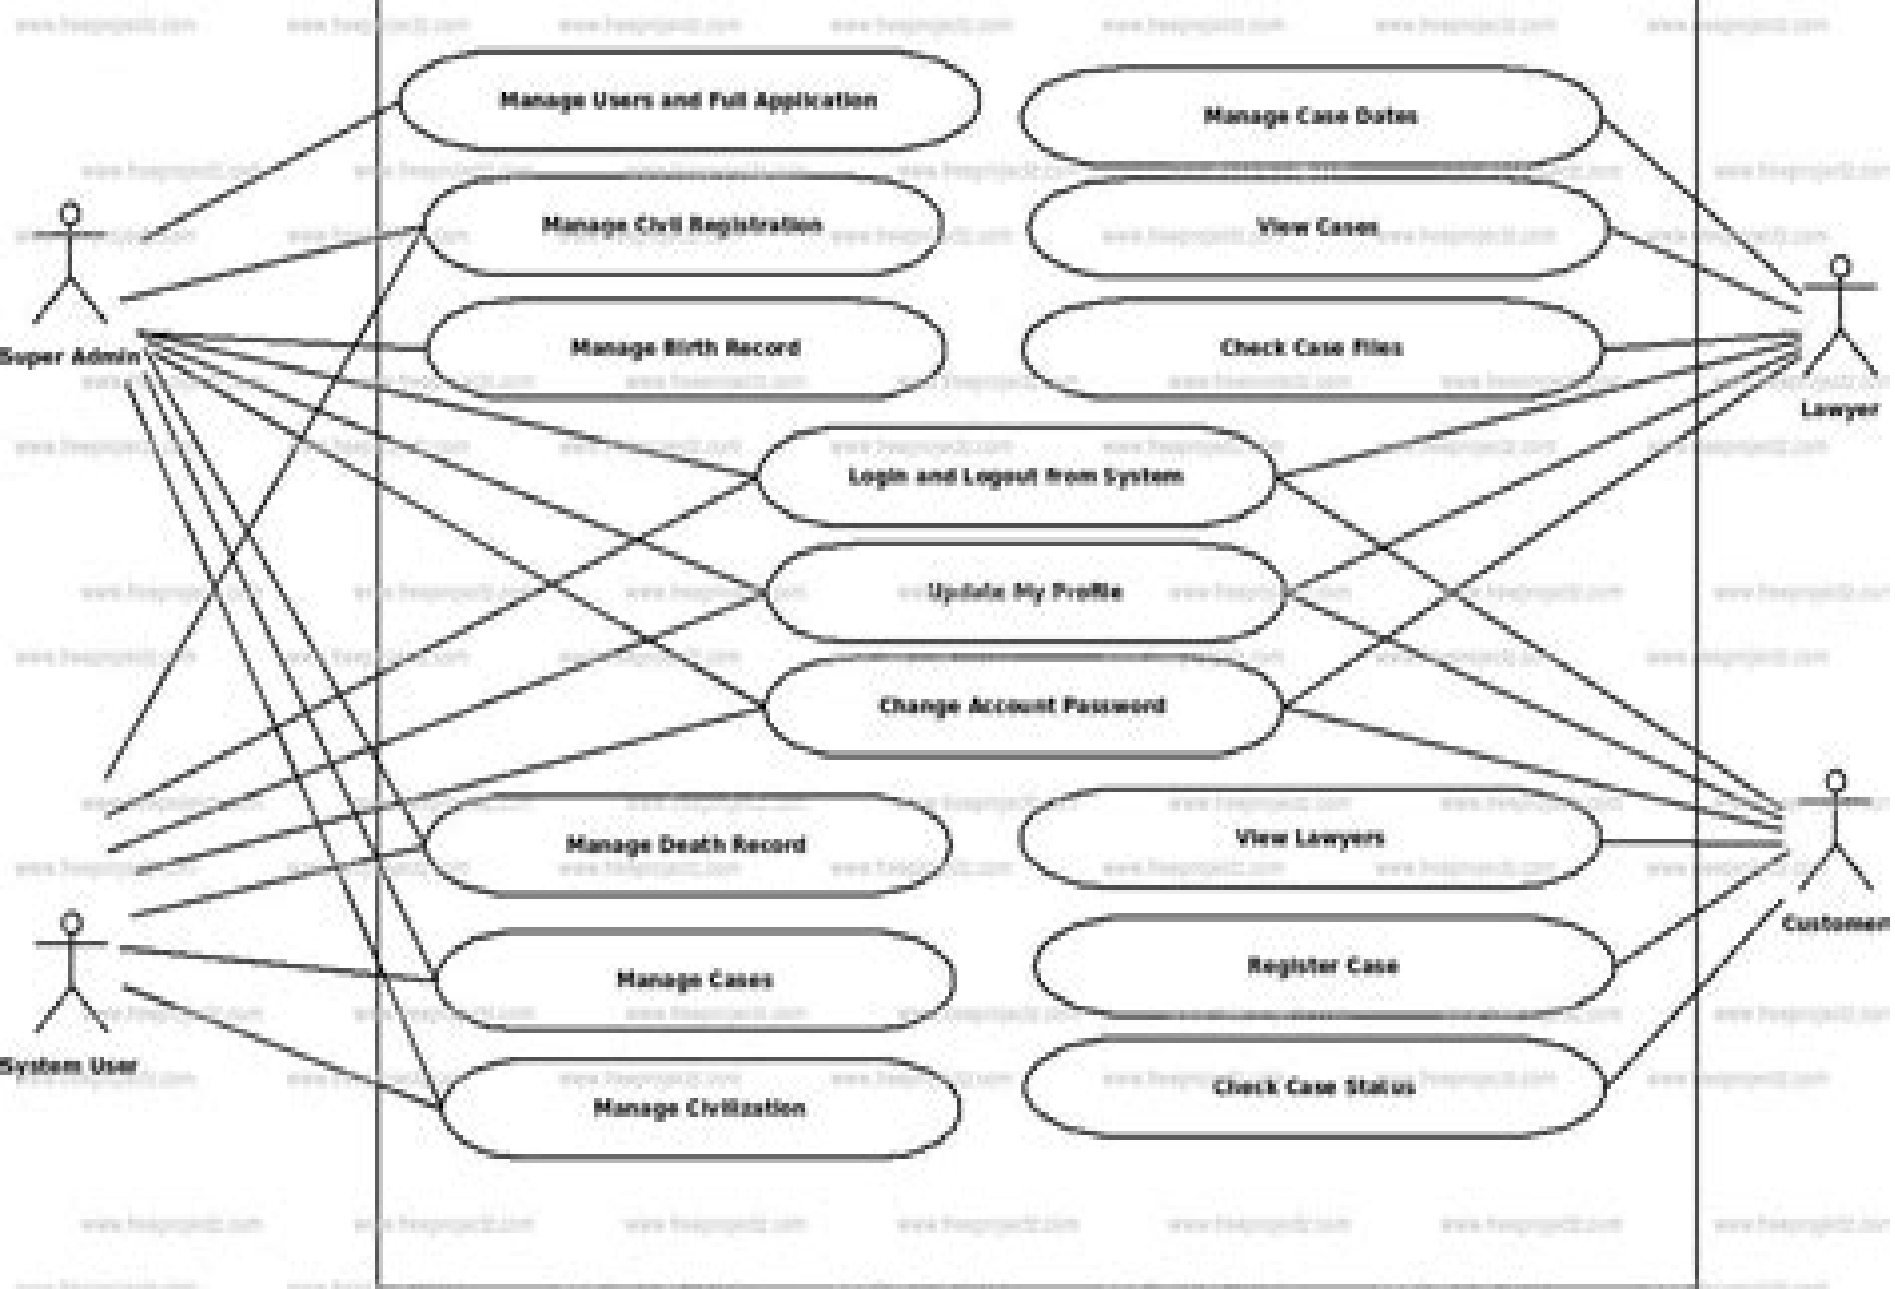 Manage Users and Full Application
Manage Case Dates
Manage Civil Registration
View Cases
Super Admin
Manage Birth Record
Check Case Files
Lawyer
Login and Logout from System
Update My Profile
Change Account Password
Manage Death Record
View Lawyers
Customer
Manage Cases
Register Case
System User
Manage Civilization
Check Case Status